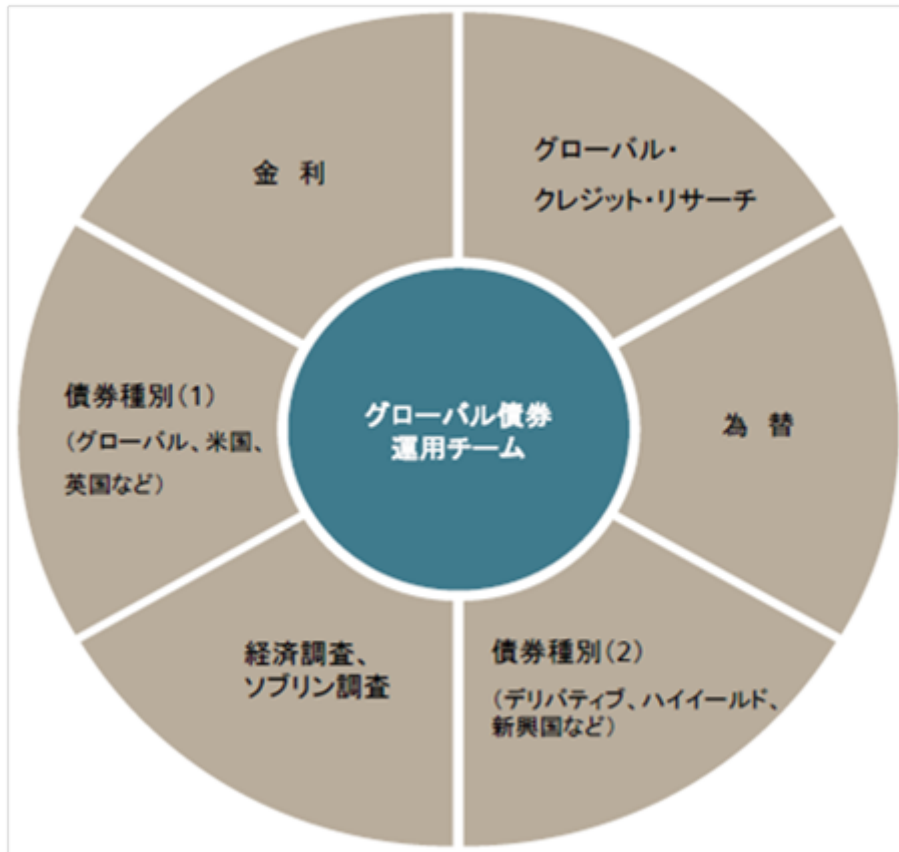 金 利
グローバル・
クレジット・リサーチ
債券種別(1)
(グローバル、米国、
英国など)
グローバル債券
運用チーム
為 替
経済調査、
ソブリン調査
債券種別(2)
(デリバティブ、ハイイールド、
新興国など)